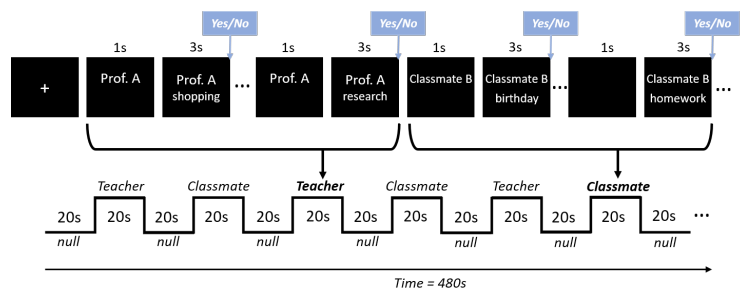 Yes/No Yes/No Yes/No Yes/No
1s 3s 1s 3s 1s 3s 1s 3s
+
Prof. A
Prof. A
shopping
...
Prof. A
Prof. A
research
Classmate B
Classmate B
birthday
...
Classmate B
homework
...
Teacher Classmate Teacher Classmate Teacher Classmate
20s 20s 20s 20s 20s 20s 20s 20s 20s 20s 20s 20s 20s ...
null null null null null null null
Time = 480s